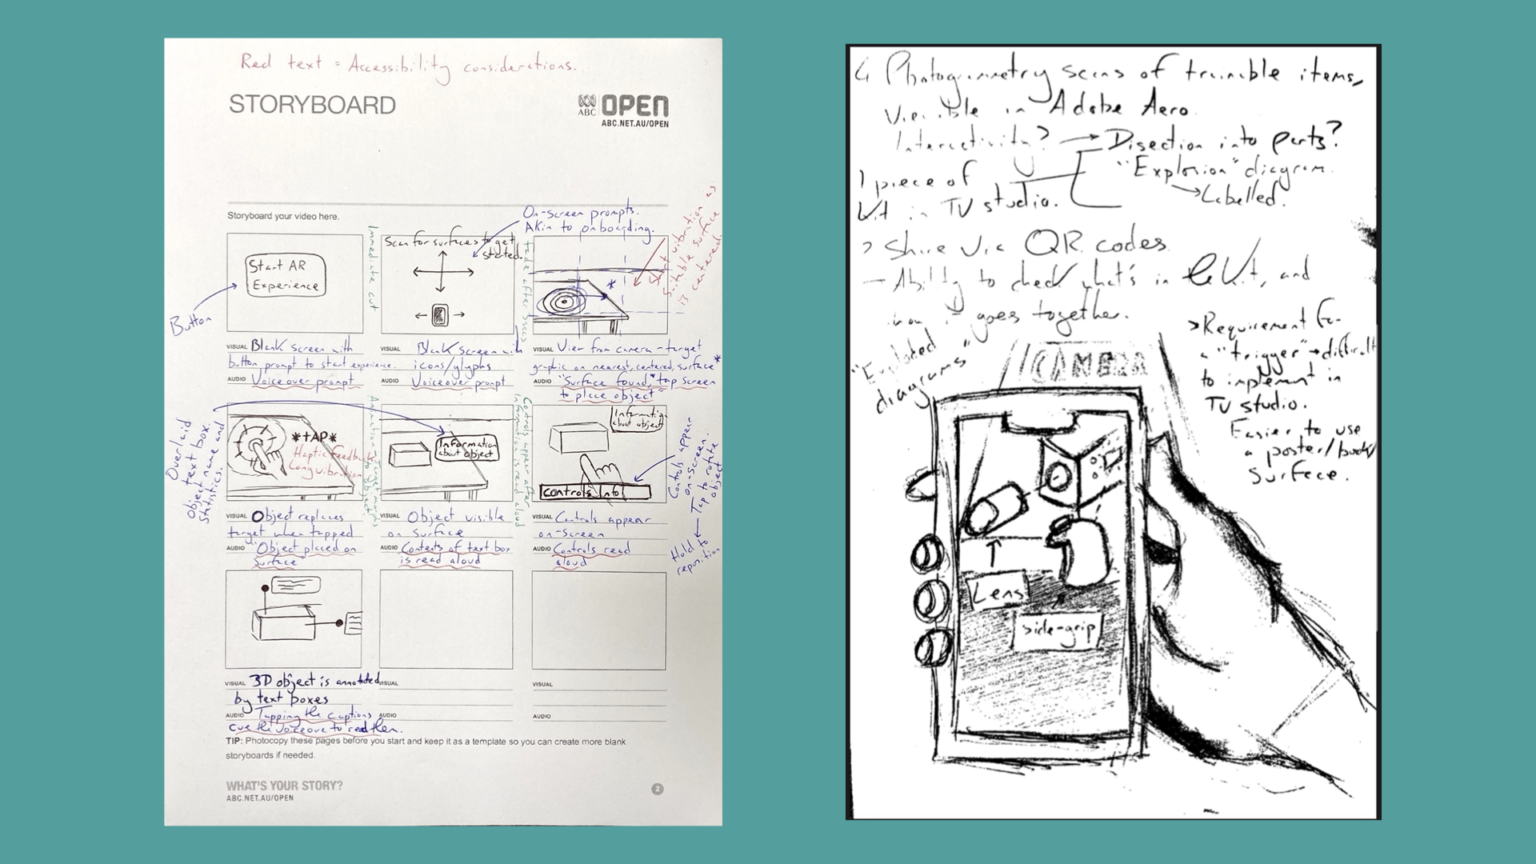 Red text = Accessibility considerations.
STORYBOARD
ABC OPEN
ABC.NET.AU/OPEN
Storyboard your video here.
On-screen prompts.
Akin to onboarding.
Start AR
Experience
Button
Immediate cut
Scan for surfaces to get
started.
Fade after
Start vibration as
suitable surface
is centered
*
VISUAL Blank screen with
button prompt to start experience.
AUDIO Voiceover prompt
VISUAL Blank screen with
icons/glyphs
AUDIO Voiceover prompt
VISUAL View from camera - target
graphic on nearest, centered, surface*
AUDIO "Surface found, tap screen
to place object"
Overlaid
text box.
Object name and
Statistics.
*TAP*
Haptic feedback
Long vibration
Information
about object
Controls appear after
information is read aloud
Information
about object
Controls Info
Controls appear
on-screen.
Tap to rotate
object
Hold to
reposition
VISUAL Object replaces
target when tapped
AUDIO Object placed on
Surface
VISUAL Object visible
on Surface
AUDIO Contents of text box
is read aloud
VISUAL Controls appear
on-screen
AUDIO Controls read
aloud
VISUAL 3D object is annotated
by text boxes
AUDIO Tapping the captions
cue the voiceover to read them.
VISUAL
AUDIO
VISUAL
AUDIO
TIP: Photocopy these pages before you start and keep it as a template so you can create more blank
storyboards if needed.
WHAT'S YOUR STORY?
ABC.NET.AU/OPEN
2
Photogrammetry scans of trainable items,
Viewable in Adobe Aero.
Interactivity? → Disection into parts?
"Explosion" diagram.
→ Labelled.
1 piece of
kit in TV studio.
> Share via QR codes.
- Ability to check what's in kit, and
how it goes together.
"Exploded
diagrams"
> Requirement for
a "trigger" → difficult
to implement in
TV studio.
Easier to use
a poster/book/
Surface.
CAMERA
Lens
Side-grip